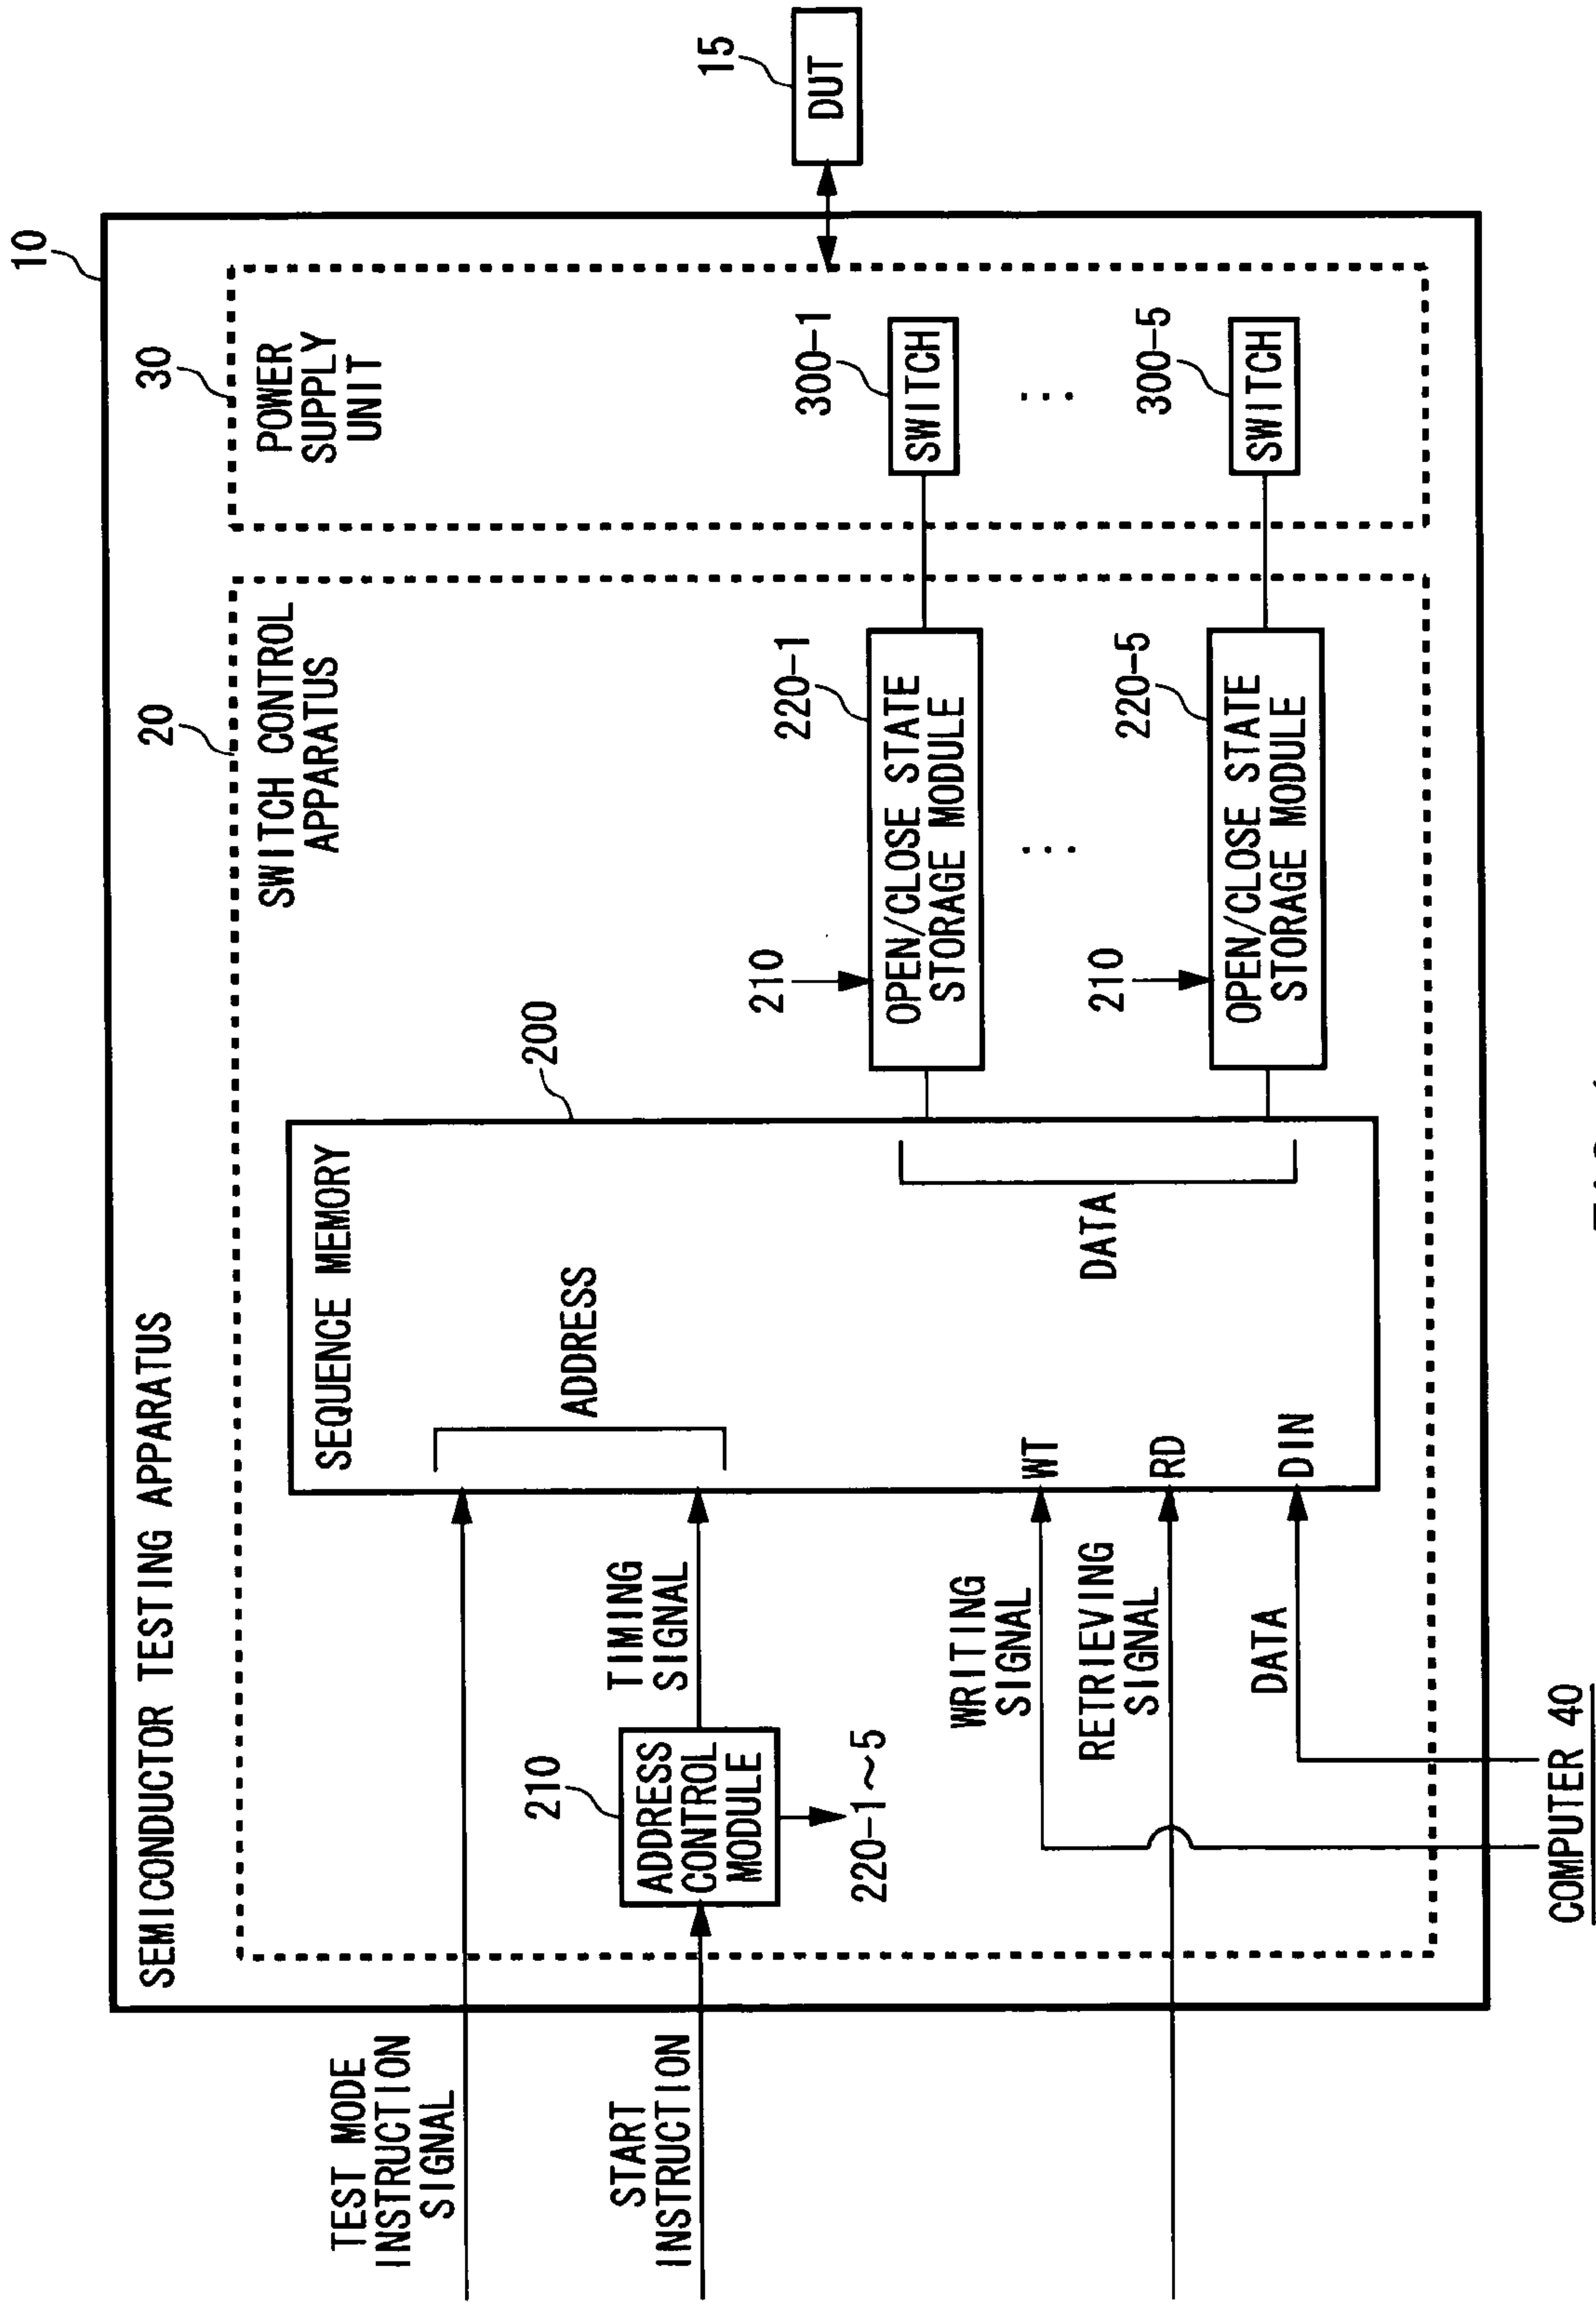 10
SEMICONDUCTOR TESTING APPARATUS
20
SWITCH CONTROL
APPARATUS
30
POWER
SUPPLY
UNIT
TEST MODE
INSTRUCTION
SIGNAL
SEQUENCE MEMORY
200
ADDRESS
START
INSTRUCTION
210
ADDRESS
CONTROL
MODULE
TIMING
SIGNAL
220-1~5
15
DUT
210
220-1
OPEN/CLOSE STATE
STORAGE MODULE
300-1
SWITCH
...
...
WRITING
SIGNAL
WT
DATA
RETRIEVING
SIGNAL
RD
210
220-5
OPEN/CLOSE STATE
STORAGE MODULE
300-5
SWITCH
DATA
DIN
COMPUTER 40